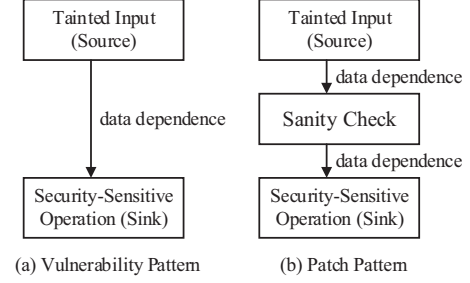 Tainted Input
(Source)
data dependence
Security-Sensitive
Operation (Sink)
(a) Vulnerability Pattern
Tainted Input
(Source)
data dependence
Sanity Check
data dependence
Security-Sensitive
Operation (Sink)
(b) Patch Pattern